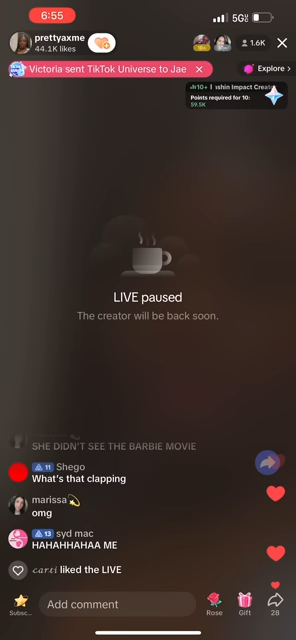 6:55
5G
prettyaxme
44.1K likes
1.6K
Victoria sent TikTok Universe to Jae
Explore >
Points required for 10:
59.5K
LIVE paused
The creator will be back soon.
SHE DIDN'T SEE THE BARBIE MOVIE
11 Shego
What's that clapping
marissa💫
omg
13 syd mac
HAHAHHAHAA ME
carti liked the LIVE
Subsc...
Add comment
Rose
Gift
28